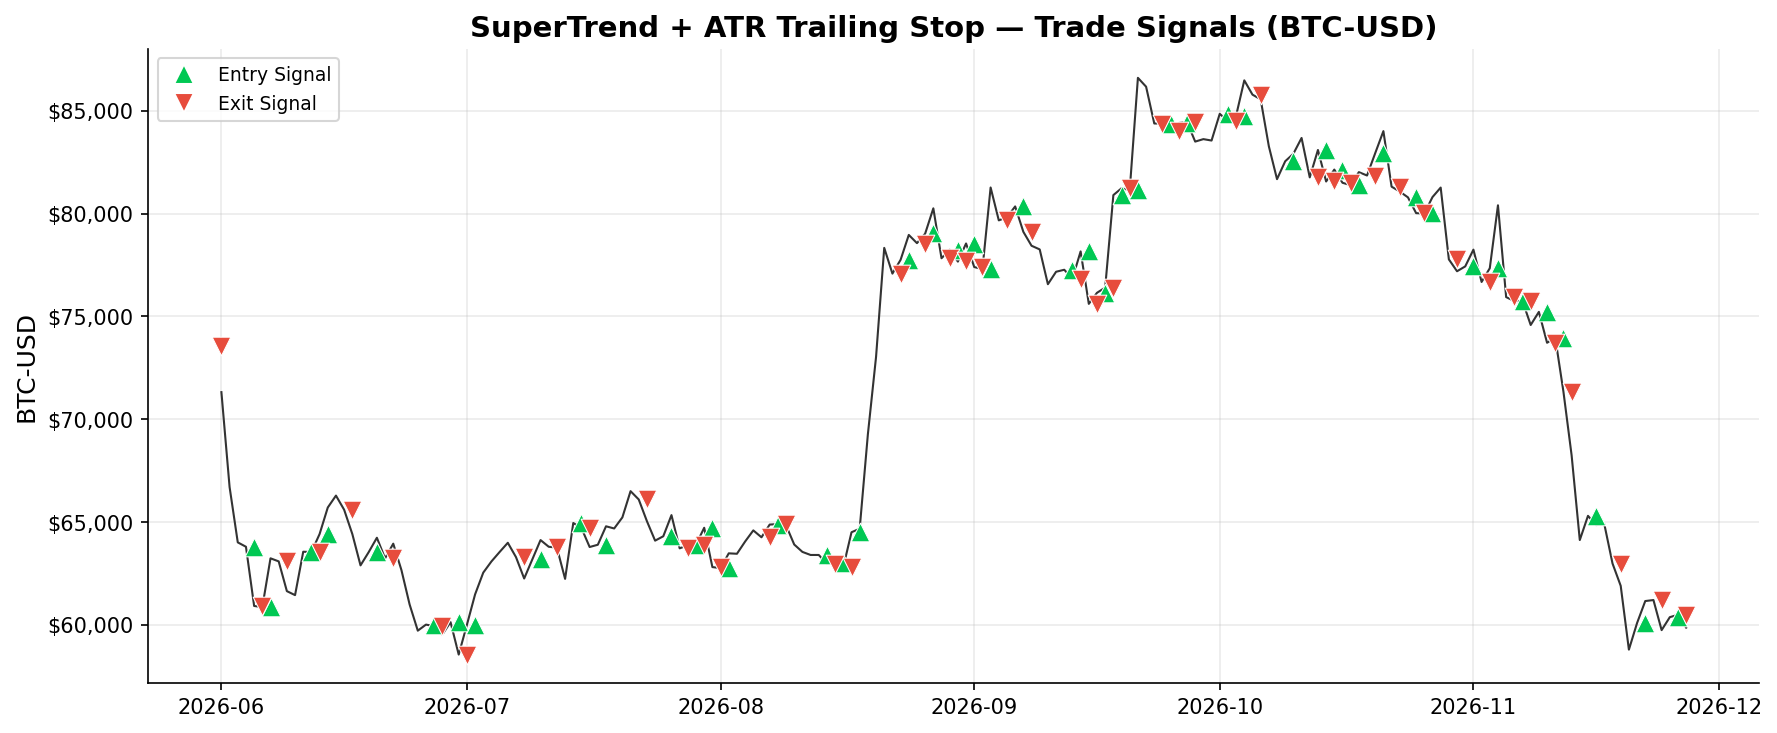 SuperTrend + ATR Trailing Stop — Trade Signals (BTC-USD)
Entry Signal
Exit Signal
BTC-USD
$85,000
$80,000
$75,000
$70,000
$65,000
$60,000
2026-06 2026-07 2026-08 2026-09 2026-10 2026-11 2026-12